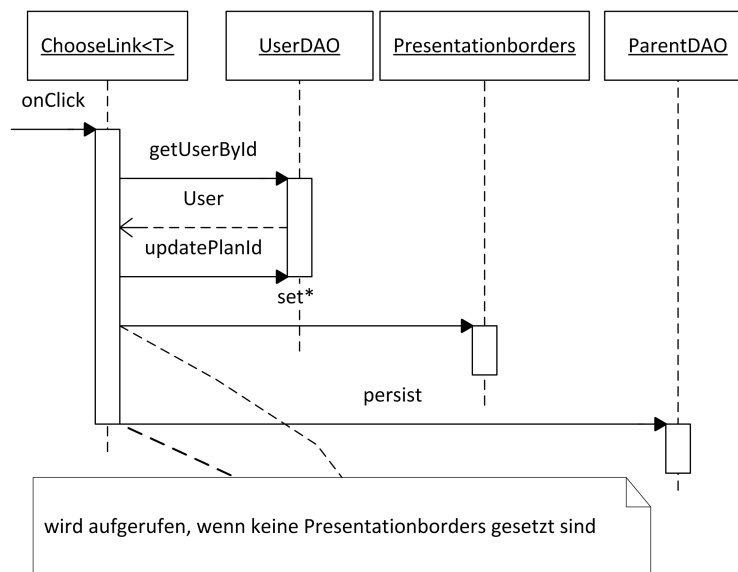 ChooseLink<T>
UserDAO
Presentationborders
ParentDAO
onClick
getUserById
User
updatePlanId
set*
persist
wird aufgerufen, wenn keine Presentationborders gesetzt sind